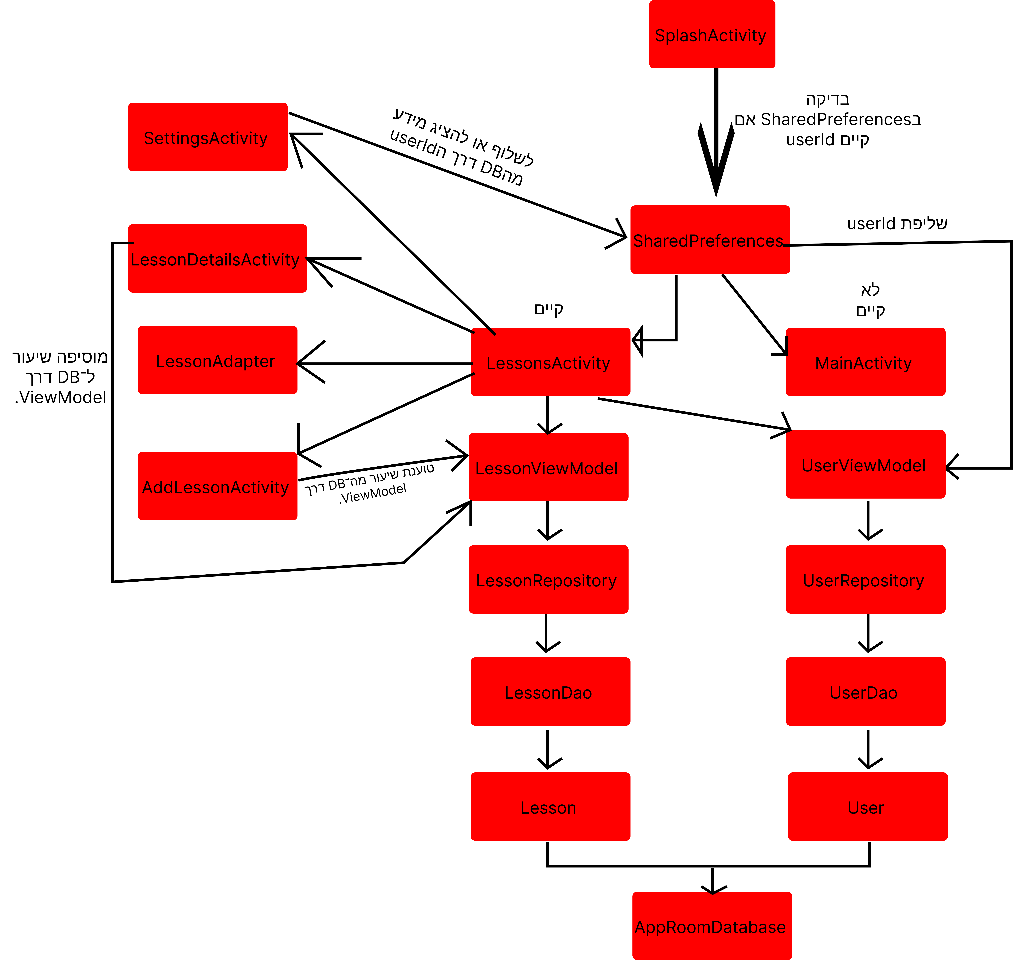 SplashActivity
בדיקה
בSharedPreferences אם
קיים userId
SettingsActivity
לשלוף או להציג מידע
מהDB דרך הuserId
SharedPreferences
שליפת userId
LessonDetailsActivity
קיים
לא
קיים
LessonAdapter
LessonsActivity
MainActivity
מוסיפה שיעור
ל־DB דרך
ViewModel.
AddLessonActivity
טוענת שיעור מה־DB דרך
ViewModel.
LessonViewModel
UserViewModel
LessonRepository
UserRepository
LessonDao
UserDao
Lesson
User
AppRoomDatabase